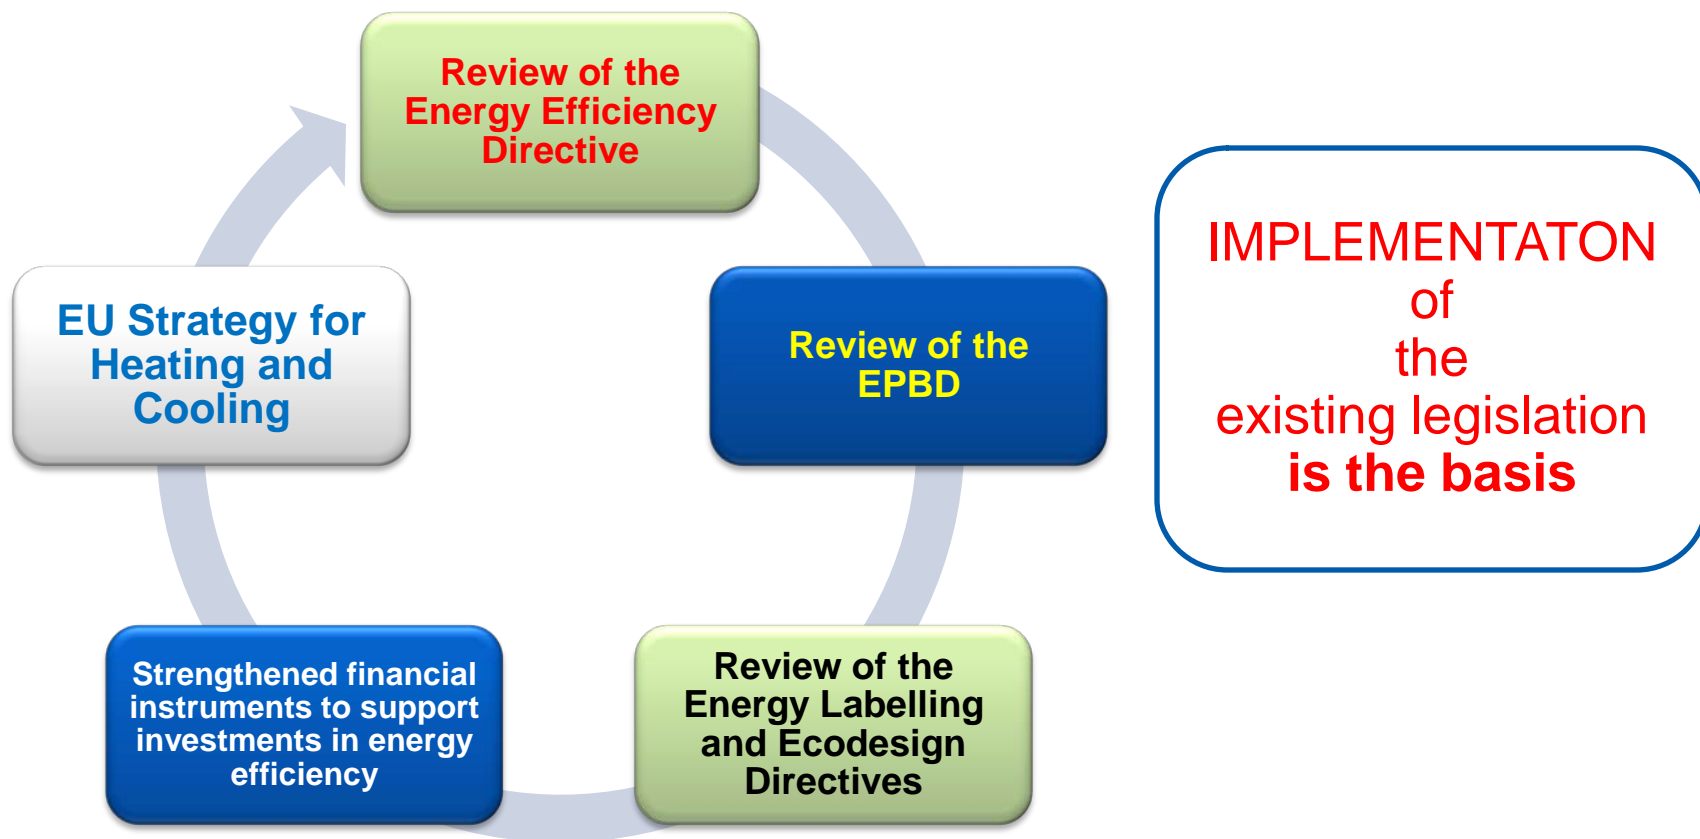 Review of the
Energy Efficiency
Directive
EU Strategy for
Heating and
Cooling
Review of the
EPBD
Strengthened financial
instruments to support
investments in energy
efficiency
Review of the
Energy Labelling
and Ecodesign
Directives
IMPLEMENTATON
of
the
existing legislation
is the basis